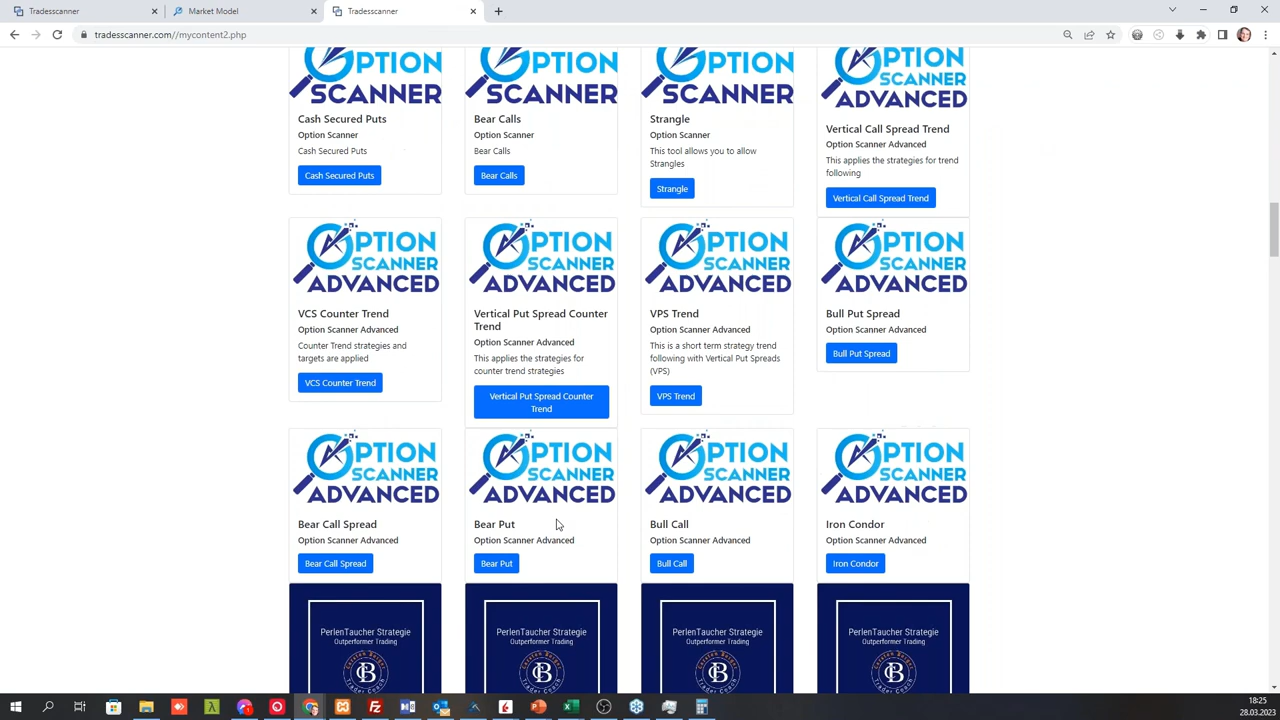 Tradesscanner
Market Model
Tradesscanner
tradesscanner.com//mycontent2.php
OPTION
SCANNER
OPTION
SCANNER
OPTION
SCANNER
OPTION
SCANNER
ADVANCED
Cash Secured Puts
Option Scanner
Cash Secured Puts
Cash Secured Puts
Bear Calls
Option Scanner
Bear Calls
Bear Calls
Strangle
Option Scanner
This tool allows you to allow
Strangles
Strangle
Vertical Call Spread Trend
Option Scanner Advanced
This applies the strategies for trend
following
Vertical Call Spread Trend
OPTION
SCANNER
ADVANCED
VCS Counter Trend
Option Scanner Advanced
Counter Trend strategies and
targets are applied
VCS Counter Trend
OPTION
SCANNER
ADVANCED
Vertical Put Spread Counter
Trend
Option Scanner Advanced
This applies the strategies for
counter trend strategies
Vertical Put Spread Counter
Trend
OPTION
SCANNER
ADVANCED
VPS Trend
Option Scanner Advanced
This is a short term strategy trend
following with Vertical Put Spreads
(VPS)
VPS Trend
OPTION
SCANNER
ADVANCED
Bull Put Spread
Option Scanner Advanced
Bull Put Spread
OPTION
SCANNER
ADVANCED
Bear Call Spread
Option Scanner Advanced
Bear Call Spread
OPTION
SCANNER
ADVANCED
Bear Put
Option Scanner Advanced
Bear Put
OPTION
SCANNER
ADVANCED
Bull Call
Option Scanner Advanced
Bull Call
OPTION
SCANNER
ADVANCED
Iron Condor
Option Scanner Advanced
Iron Condor
PerlenTaucher Strategie
Outperformer Trading
PerlenTaucher Strategie
Outperformer Trading
PerlenTaucher Strategie
Outperformer Trading
PerlenTaucher Strategie
Outperformer Trading
18:25
28.03.2023